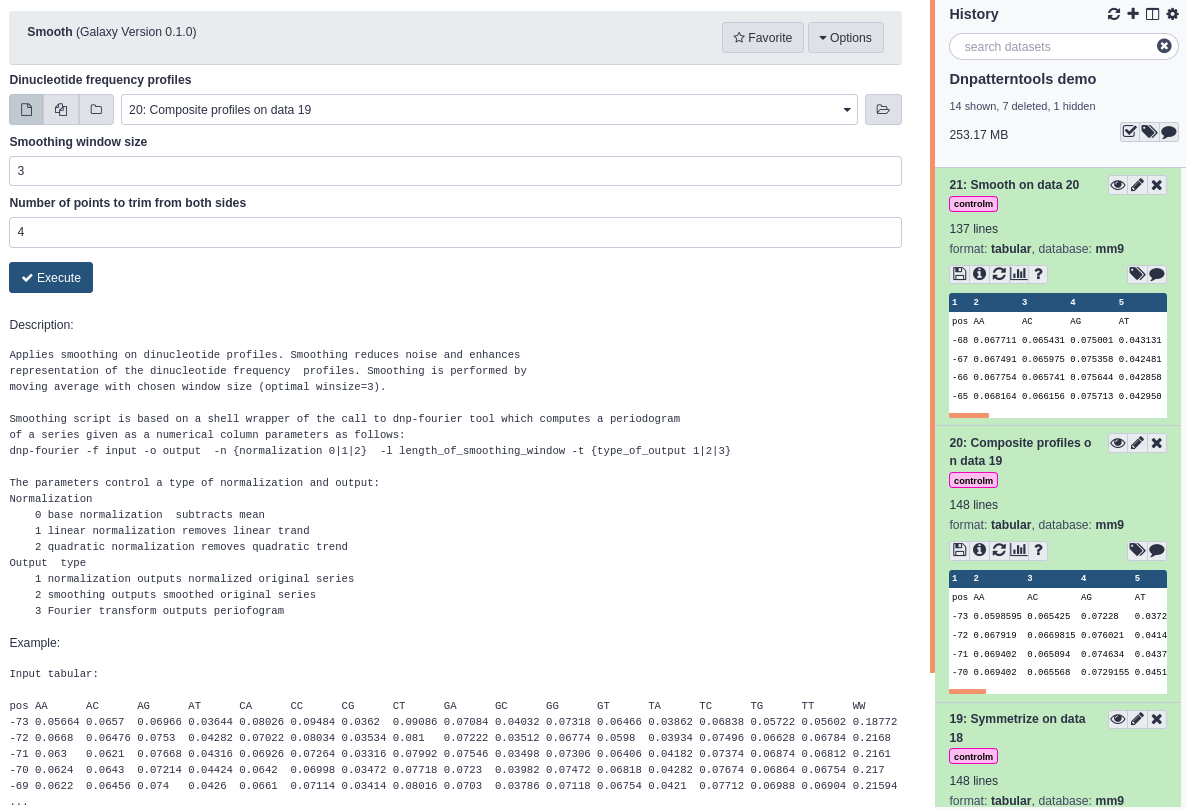 Smooth (Galaxy Version 0.1.0)
Favorite
Options
Dinucleotide frequency profiles
20: Composite profiles on data 19
Smoothing window size
3
Number of points to trim from both sides
4
Execute
Description:
Applies smoothing on dinucleotide profiles. Smoothing reduces noise and enhances
representation of the dinucleotide frequency  profiles. Smoothing is performed by
moving average with chosen window size (optimal winsize=3).
Smoothing script is based on a shell wrapper of the call to dnp-fourier tool which computes a periodogram
of a series given as a numerical column parameters as follows:
dnp-fourier -f input -o output  -n {normalization 0|1|2}  -l length_of_smoothing_window -t {type_of_output 1|2|3}
The parameters control a type of normalization and output:
Normalization
0 base normalization  subtracts mean
1 linear normalization removes linear trand
2 quadratic normalization removes quadratic trend
Output  type
1 normalization outputs normalized original series
2 smoothing outputs smoothed original series
3 Fourier transform outputs periofogram
Example:
Input tabular:
pos AA AC AG AT CA CC CG CT GA GC GG GT TA TC TG TT WW
-73 0.05664 0.0657 0.06966 0.03644 0.08026 0.09484 0.0362 0.09086 0.07084 0.04032 0.07318 0.06466 0.03862 0.06838 0.05722 0.05602 0.18772
-72 0.0668 0.06476 0.0753 0.04282 0.07022 0.08034 0.03534 0.081 0.07222 0.03512 0.06774 0.0598 0.03934 0.07496 0.06628 0.06784 0.2168
-71 0.063 0.0621 0.07668 0.04316 0.06926 0.07264 0.03316 0.07992 0.07546 0.03498 0.07306 0.06406 0.04182 0.07374 0.06874 0.06812 0.2161
-70 0.0624 0.0643 0.07214 0.04424 0.0642 0.06998 0.03472 0.07718 0.0723 0.03982 0.07472 0.06818 0.04282 0.07674 0.06864 0.06754 0.217
-69 0.0622 0.06456 0.074 0.0426 0.0661 0.07114 0.03414 0.08016 0.0703 0.03786 0.07118 0.06754 0.0421 0.07712 0.06988 0.06904 0.21594
...
History
search datasets
Dnpatterntools demo
14 shown, 7 deleted, 1 hidden
253.17 MB
21: Smooth on data 20
controlm
137 lines
format: tabular, database: mm9
1 2 3 4 5
pos AA AC AG AT
-68 0.067711 0.065431 0.075001 0.043131
-67 0.067491 0.065975 0.075358 0.042481
-66 0.067754 0.065741 0.075644 0.042858
-65 0.068164 0.066156 0.075713 0.042950
20: Composite profiles o
n data 19
controlm
148 lines
format: tabular, database: mm9
1 2 3 4 5
pos AA AC AG AT
-73 0.0598595 0.065425 0.07228 0.0372
-72 0.067919 0.0669815 0.076021 0.0414
-71 0.069402 0.065094 0.074634 0.0437
-70 0.069402 0.065568 0.0729155 0.0451
19: Symmetrize on data
18
controlm
148 lines
format: tabular, database: mm9